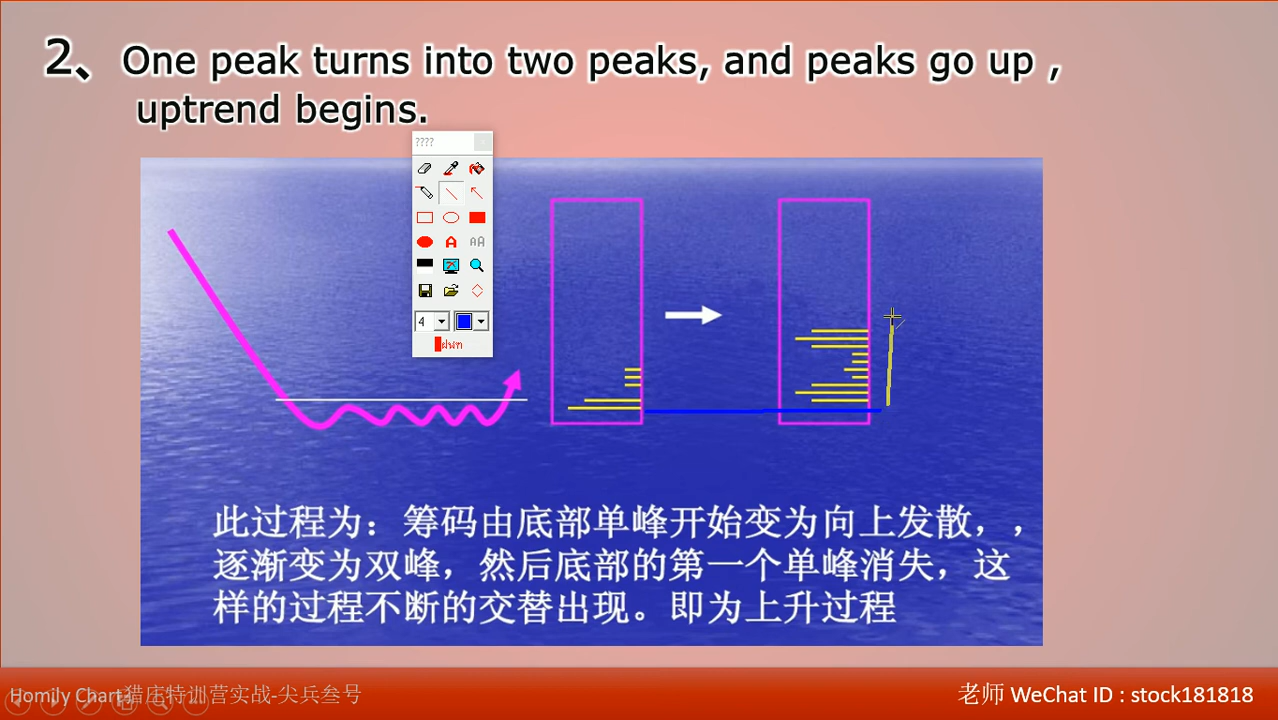 2、One peak turns into two peaks, and peaks go up ,
uptrend begins.
????
A
AA
4
此过程为：筹码由底部单峰开始变为向上发散，，
逐渐变为双峰，然后底部的第一个单峰消失，这
样的过程不断的交替出现。即为上升过程
Homily Chart猎庄特训营实战-尖兵叁号
老师 WeChat ID : stock181818